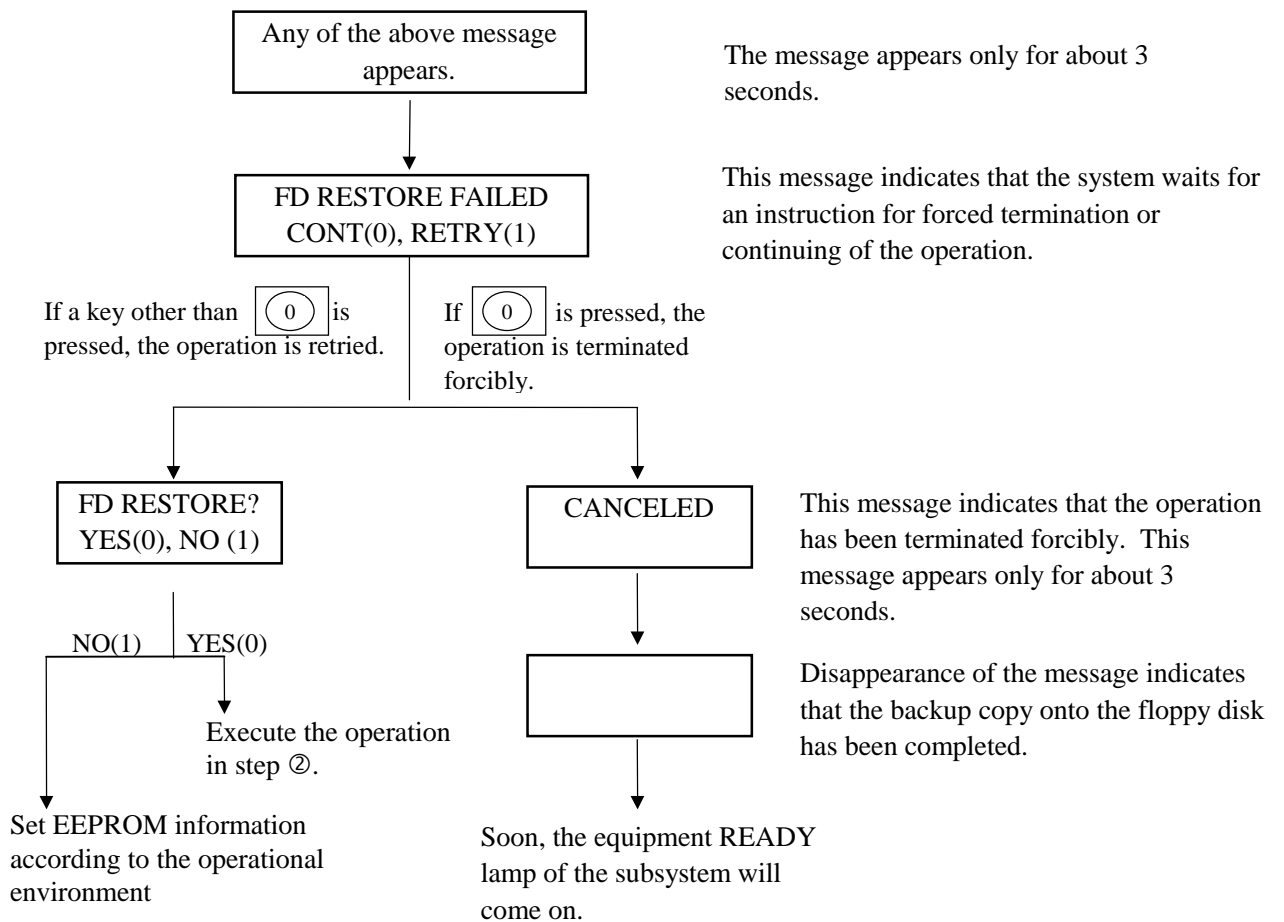 Any of the above message
appears.
The message appears only for about 3
seconds.
FD RESTORE FAILED
CONT(0), RETRY(1)
This message indicates that the system waits for
an instruction for forced termination or
continuing of the operation.
If a key other than 0 is
pressed, the operation is retried.
If 0 is pressed, the
operation is terminated
forcibly.
FD RESTORE?
YES(0), NO (1)
CANCELED
This message indicates that the operation
has been terminated forcibly. This
message appears only for about 3
seconds.
NO(1) YES(0)
Disappearance of the message indicates
that the backup copy onto the floppy disk
has been completed.
Execute the operation
in step ②.
Set EEPROM information
according to the operational
environment
Soon, the equipment READY
lamp of the subsystem will
come on.